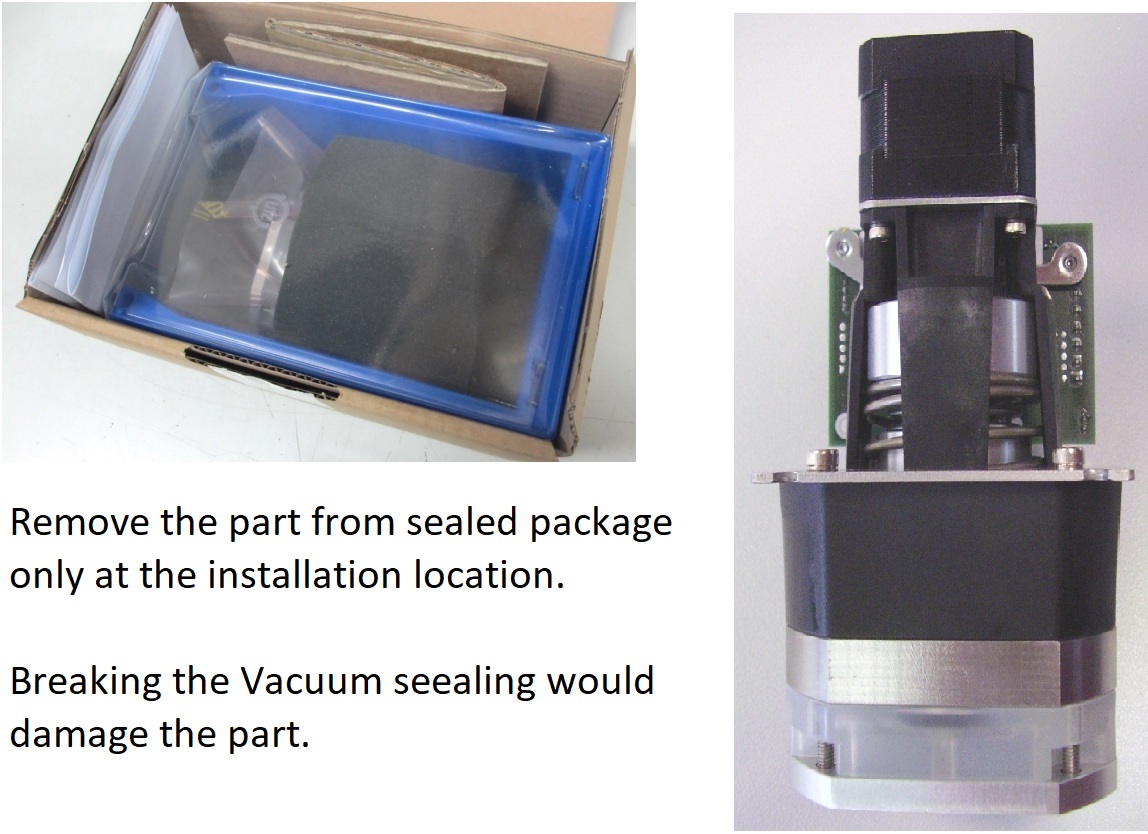 Remove the part from sealed package
only at the installation location.
Breaking the Vacuum seealing would
damage the part.